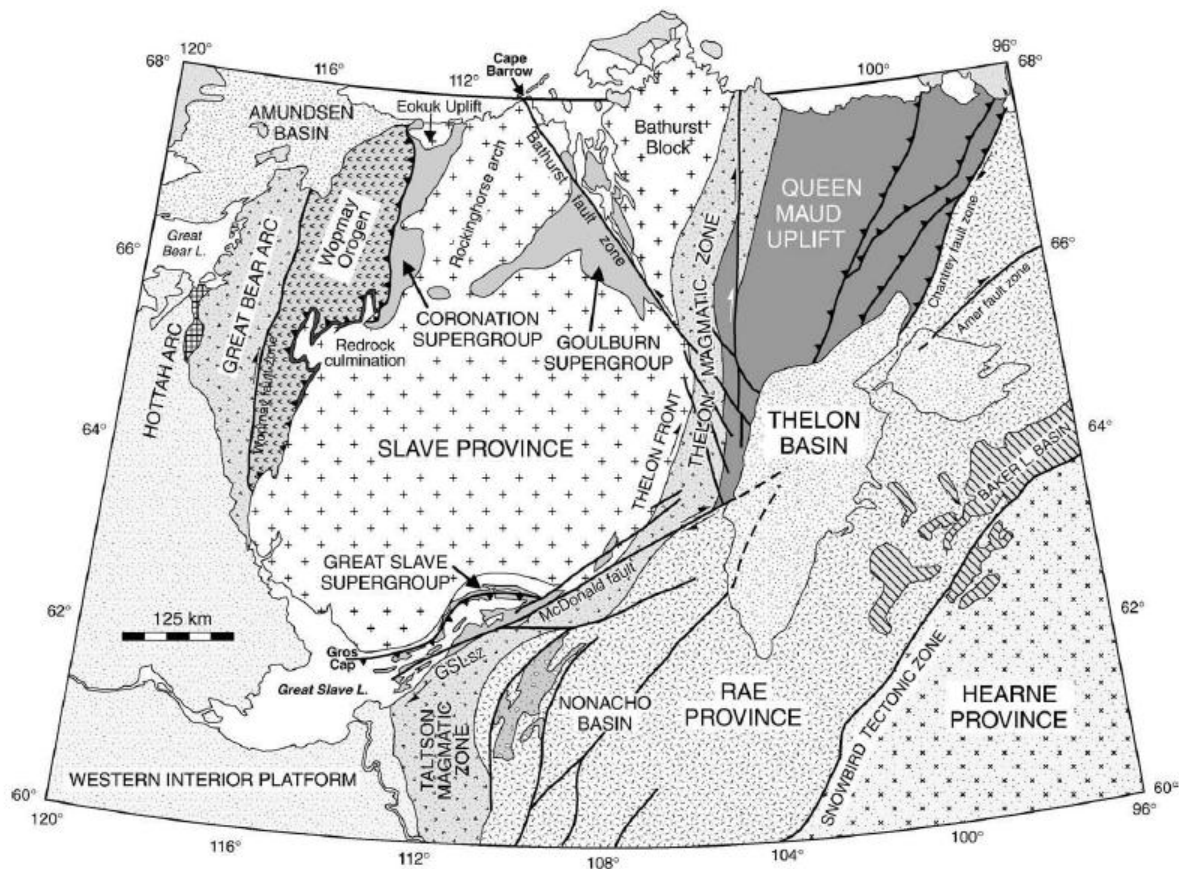 120°
116°
112°
100°
96°
68°
68°
Cape
Barrow
AMUNDSEN
BASIN
Eokuk Uplift
Bathurst
Block
Rockinghorse arch
Bathurst
fault
zone
QUEEN
MAUD
UPLIFT
Wopmay
Orogen
66°
Great
Bear L.
66°
GREAT BEAR ARC
Chantrey fault zone
Amer fault zone
THELON MAGMATIC ZONE
CORONATION
SUPERGROUP
GOULBURN
SUPERGROUP
Redrock
culmination
HOTTAH ARC
Wopmay fault zone
64°
THELON
BASIN
64°
SLAVE PROVINCE
THELON FRONT
BAKER L. BASIN
GREAT SLAVE
SUPERGROUP
McDonald fault
62°
62°
125 km
Gros
Cap
GSLsz
Great Slave L.
NONACHO
BASIN
RAE
PROVINCE
HEARNE
PROVINCE
TALTSON
MAGMATIC
ZONE
SNOWBIRD TECTONIC ZONE
WESTERN INTERIOR PLATFORM
60°
60°
120°
96°
116°
112°
108°
104°
100°